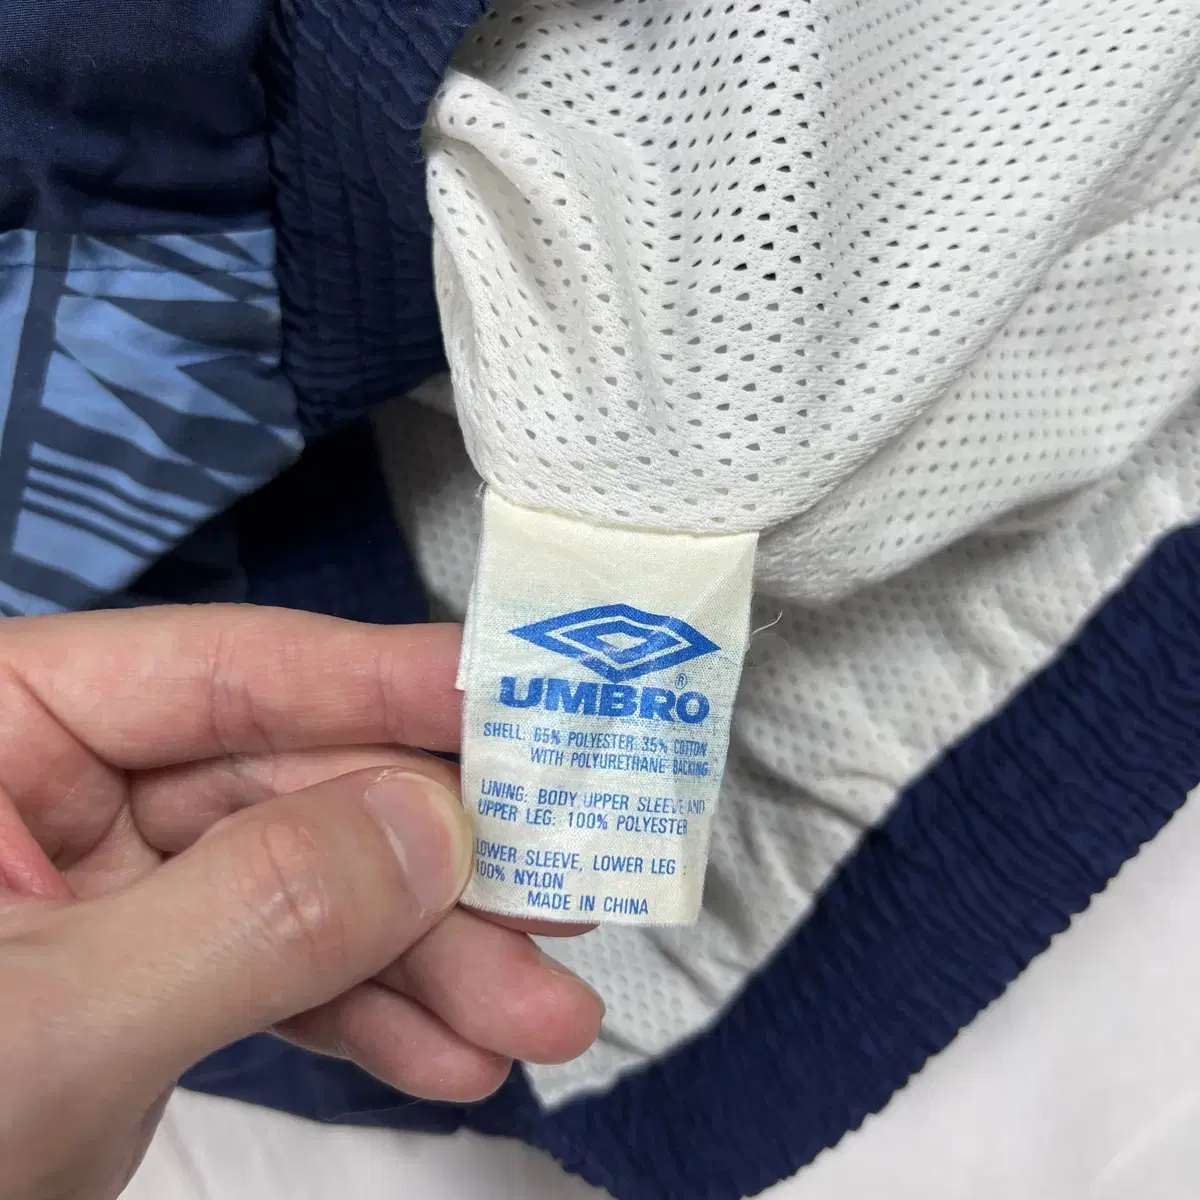 UMBRO®
SHELL: 65% POLYESTER 35% COTTON
WITH POLYURETHANE BACKING
LINING: BODY, UPPER SLEEVE AND
UPPER LEG: 100% POLYESTER
LOWER SLEEVE, LOWER LEG :
100% NYLON
MADE IN CHINA